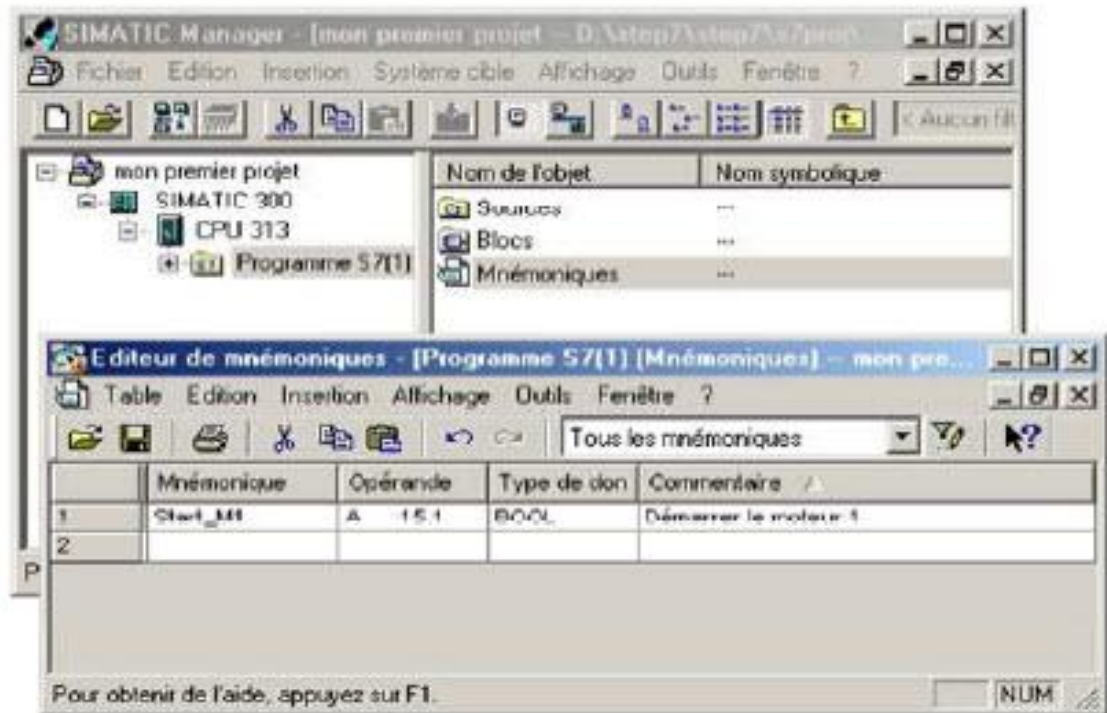 SIMATIC Manager - [mon premier projet -- D:\step7\step7\s7proj\
Fichier Edition Insertion Système cible Affichage Outils Fenêtre ?
< Aucun fil
mon premier projet
SIMATIC 300
CPU 313
Programme S7(1)
Nom de l'objet Nom symbolique
Sources ---
Blocs ---
Mnémoniques ---
Editeur de mnémoniques - [Programme S7(1) (Mnémoniques) -- mon pre...
Table Edition Insertion Affichage Outils Fenêtre ?
Tous les mnémoniques
Mnémonique Opérande Type de don Commentaire
1 Start_M1 A 15.1 BOOL Démarrer le moteur 1
2
P
Pour obtenir de l'aide, appuyez sur F1.
NUM